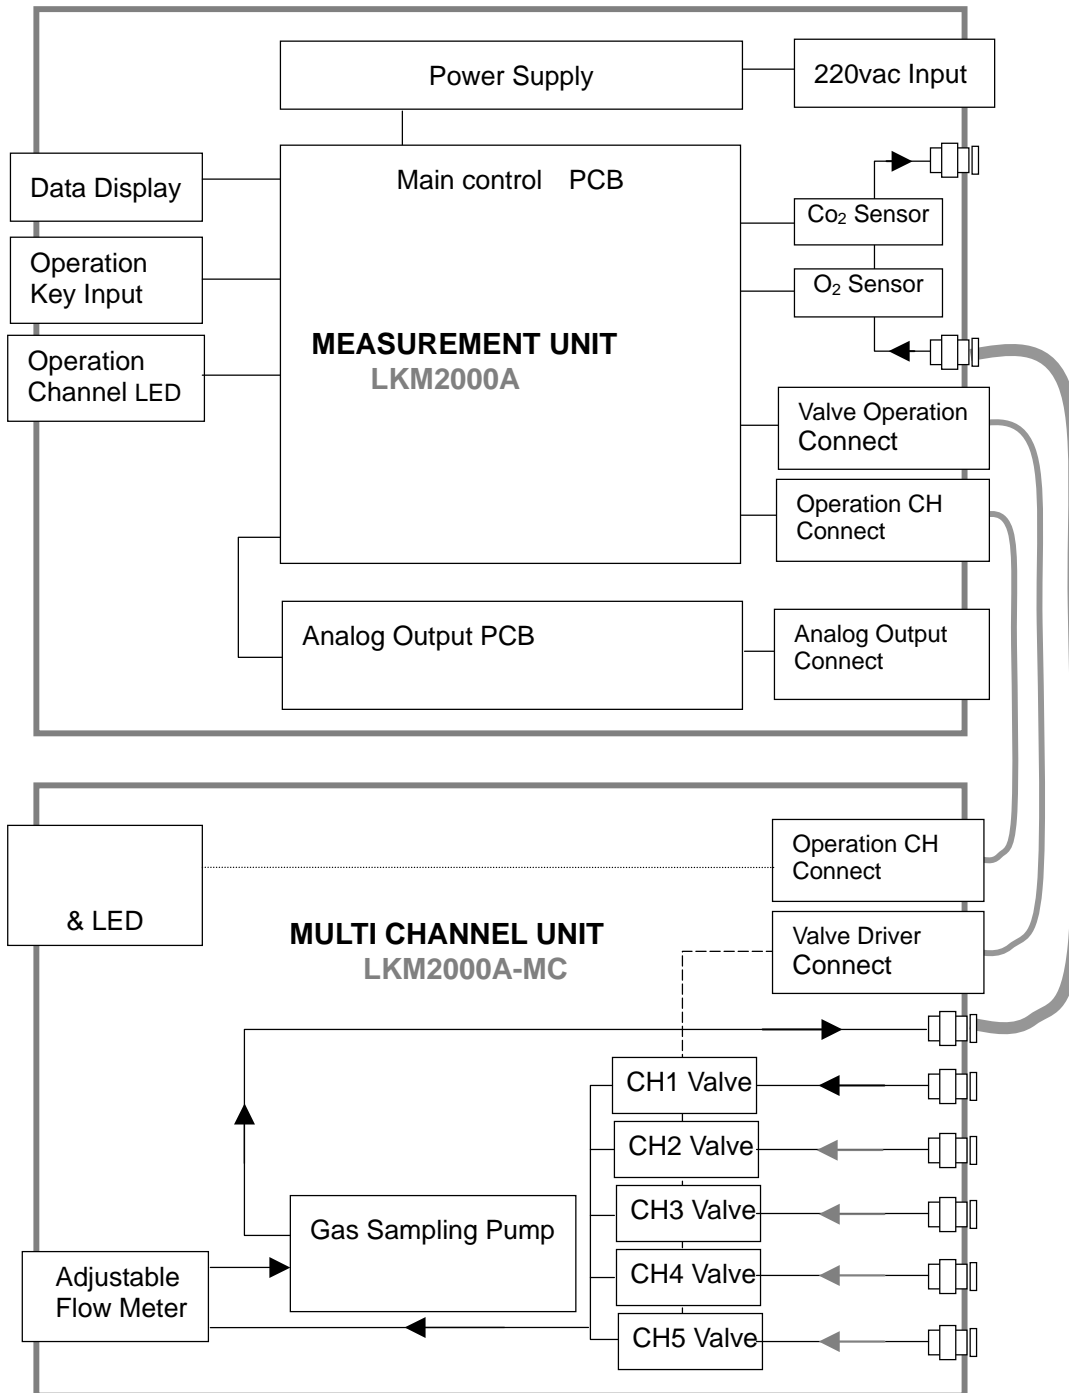 Power Supply
220vac Input
Main control PCB
Data Display
Co2 Sensor
Operation
Key Input
O2 Sensor
MEASUREMENT UNIT
LKM2000A
Operation
Channel LED
Valve Operation
Connect
Operation CH
Connect
Analog Output PCB
Analog Output
Connect
Operation CH
Connect
& LED
MULTI CHANNEL UNIT
LKM2000A-MC
Valve Driver
Connect
CH1 Valve
CH2 Valve
CH3 Valve
Gas Sampling Pump
CH4 Valve
Adjustable
Flow Meter
CH5 Valve